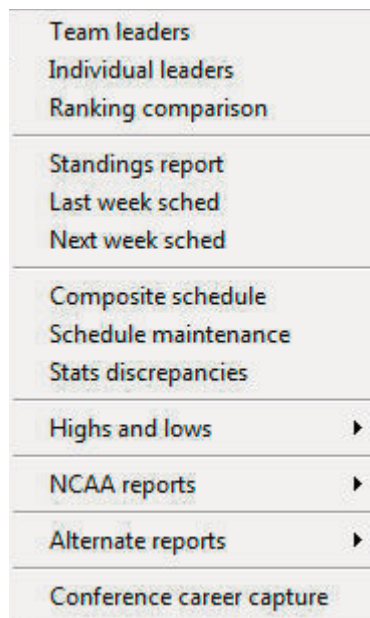 Team leaders
Individual leaders
Ranking comparison
Standings report
Last week sched
Next week sched
Composite schedule
Schedule maintenance
Stats discrepancies
Highs and lows
NCAA reports
Alternate reports
Conference career capture